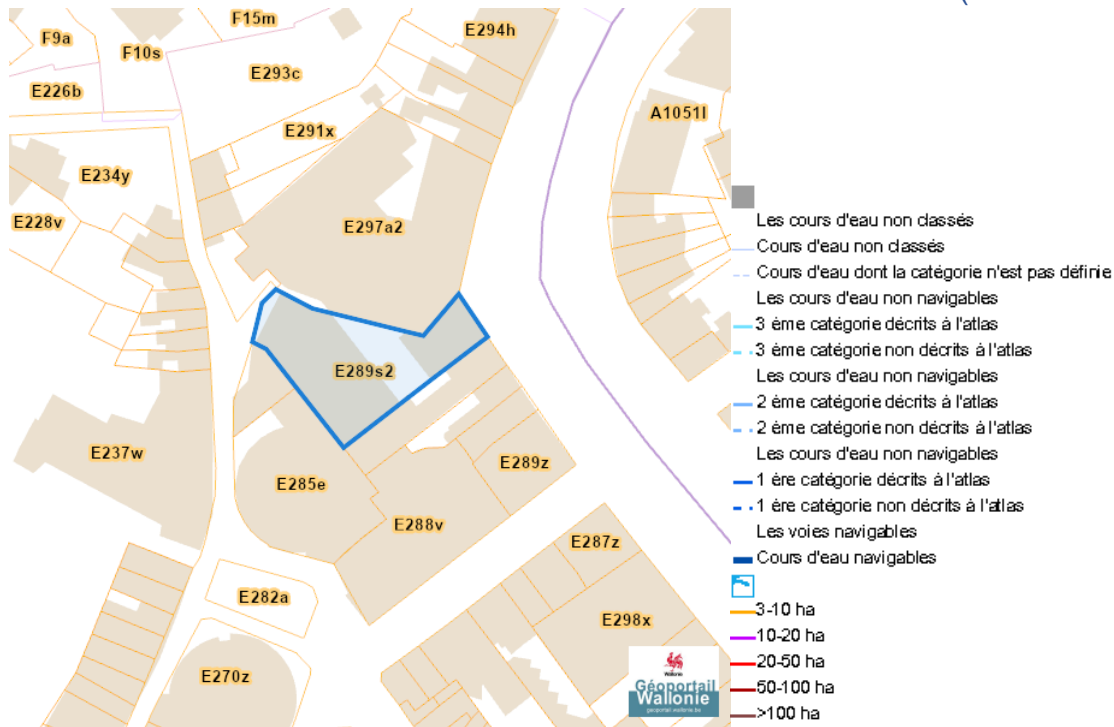 F15m
F9a
E294h
F10s
E293c
E226b
A1051l
E291x
E234y
E228v
E297a2
E289s2
E237w
E289z
E285e
E288v
E287z
E282a
E298x
E270z
Wallonie
Géoportail
Wallonie
geoportail.wallonie.be
Les cours d'eau non classés
Cours d'eau non classés
Cours d'eau dont la catégorie n'est pas définie
Les cours d'eau non navigables
3 ème catégorie décrits à l'atlas
3 ème catégorie non décrits à l'atlas
Les cours d'eau non navigables
2 ème catégorie décrits à l'atlas
2 ème catégorie non décrits à l'atlas
Les cours d'eau non navigables
1 ère catégorie décrits à l'atlas
1 ère catégorie non décrits à l'atlas
Les voies navigables
Cours d'eau navigables
3-10 ha
10-20 ha
20-50 ha
50-100 ha
>100 ha